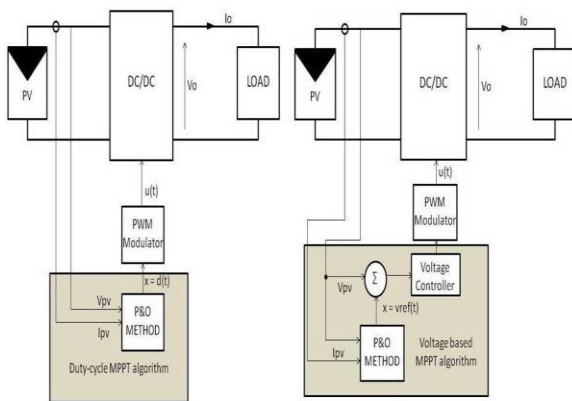 Io
DC/DC
PV
Vo
LOAD
u(t)
PWM
Modulator
x = d(t)
Vpv
Ipv
P&O
METHOD
Duty-cycle MPPT algorithm
Io
DC/DC
PV
Vo
LOAD
u(t)
PWM
Modulator
Σ
Voltage
Controller
Vpv
x = vref(t)
Ipv
P&O
METHOD
Voltage based
MPPT algorithm